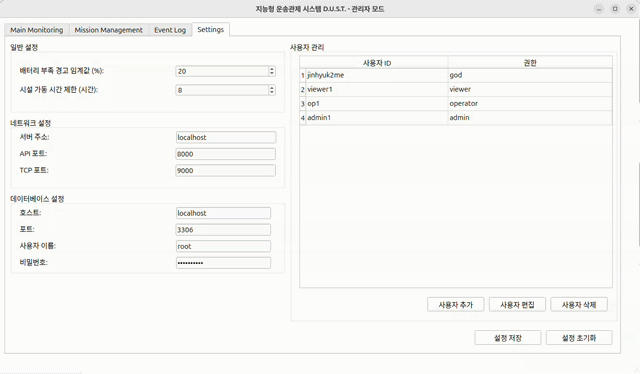 지능형 운송관제 시스템 D.U.S.T. - 관리자 모드
Main Monitoring Mission Management Event Log Settings
일반 설정
배터리 부족 경고 임계값 (%): 20
시설 가동 시간 제한 (시간): 8
네트워크 설정
서버 주소: localhost
API 포트: 8000
TCP 포트: 9000
데이터베이스 설정
호스트: localhost
포트: 3306
사용자 이름: root
비밀번호: ••••••••••
사용자 관리
사용자 ID 권한
1 jinhyuk2me god
2 viewer1 viewer
3 op1 operator
4 admin1 admin
사용자 추가 사용자 편집 사용자 삭제
설정 저장 설정 초기화